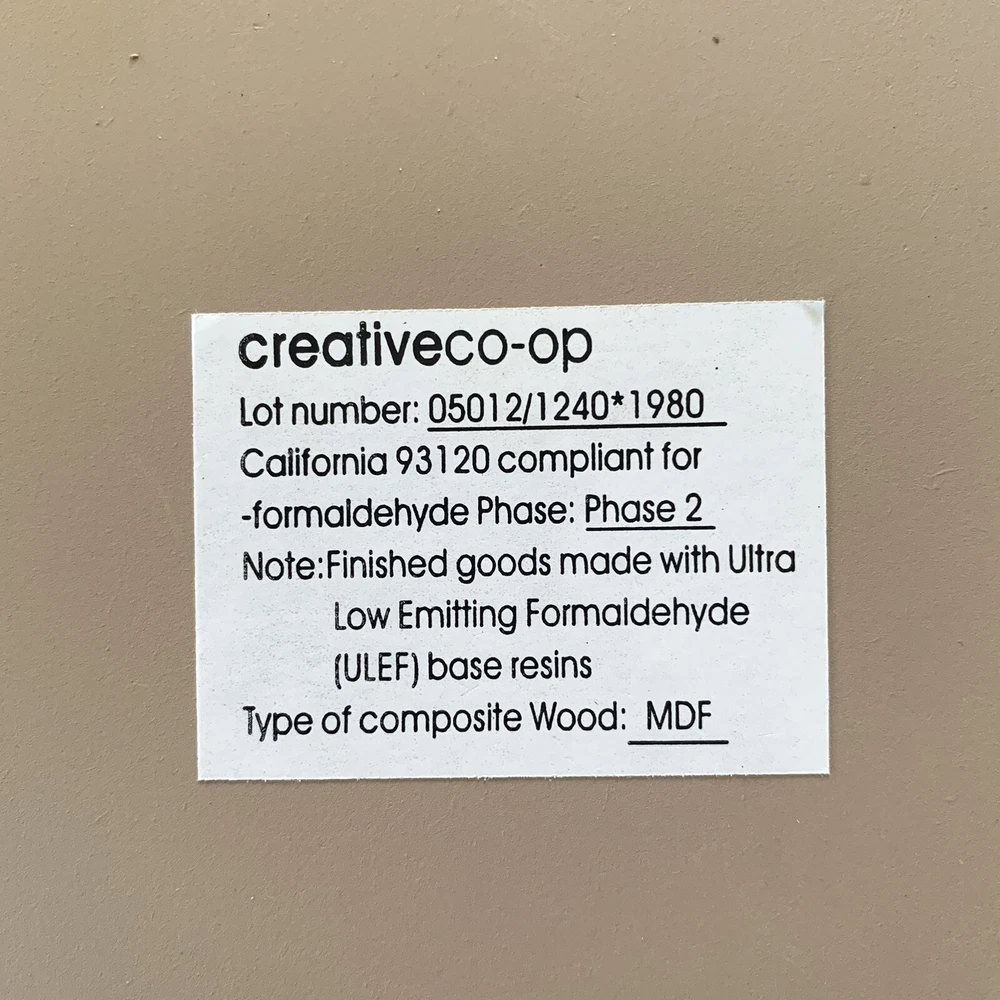 creativeco-op
Lot number: 05012/1240*1980
California 93120 compliant for
-formaldehyde Phase: Phase 2
Note:Finished goods made with Ultra
Low Emitting Formaldehyde
(ULEF) base resins
Type of composite Wood: MDF